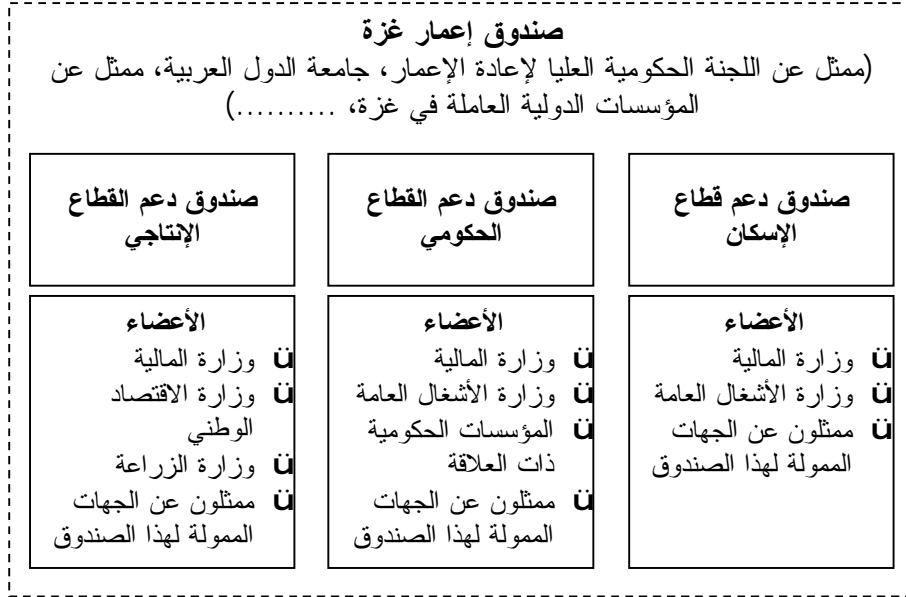 صندوق إعمار غزة
(ممثل عن اللجنة الحكومية العليا لإعادة الإعمار، جامعة الدول العربية، ممثل عن
المؤسسات الدولية العاملة في غزة، ..........)
صندوق دعم قطاع
الإسكان
الأعضاء
ü وزارة المالية
ü وزارة الأشغال العامة
ü ممثلون عن الجهات
الممولة لهذا الصندوق
صندوق دعم القطاع
الحكومي
الأعضاء
ü وزارة المالية
ü وزارة الأشغال العامة
ü المؤسسات الحكومية
ذات العلاقة
ü ممثلون عن الجهات
الممولة لهذا الصندوق
صندوق دعم القطاع
الإنتاجي
الأعضاء
ü وزارة المالية
ü وزارة الاقتصاد
الوطني
ü وزارة الزراعة
ü ممثلون عن الجهات
الممولة لهذا الصندوق